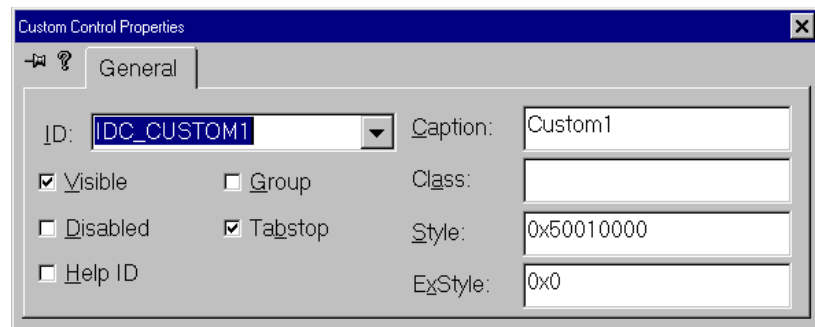 Custom Control Properties
General
ID: IDC_CUSTOM1
Caption: Custom1
Visible
Group
Class:
Disabled
Tabstop
Style: 0x50010000
Help ID
ExStyle: 0x0